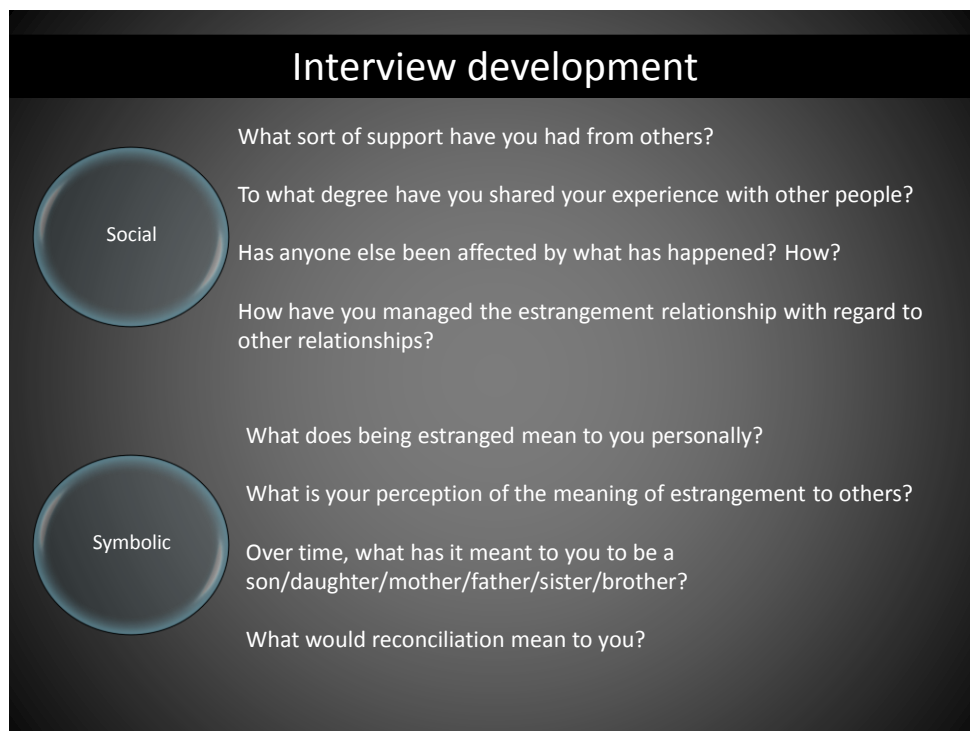 Interview development
What sort of support have you had from others?
To what degree have you shared your experience with other people?
Social
Has anyone else been affected by what has happened? How?
How have you managed the estrangement relationship with regard to
other relationships?
What does being estranged mean to you personally?
What is your perception of the meaning of estrangement to others?
Symbolic
Over time, what has it meant to you to be a
son/daughter/mother/father/sister/brother?
What would reconciliation mean to you?